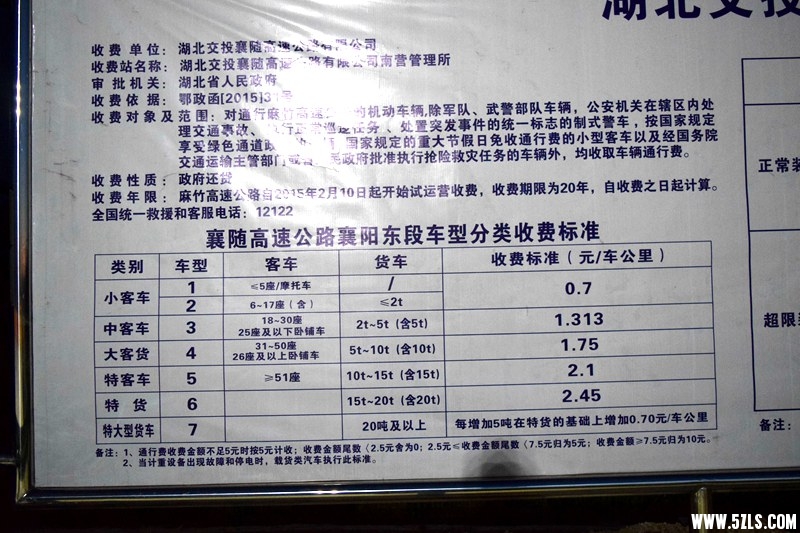 湖北交投
收费单位：湖北交投襄随高速公路有限公司
收费站名称：湖北交投襄随高速公路有限公司南营管理所
审批机关：湖北省人民政府
收费依据：鄂政函[2015]31号
收费对象及范围：对通行麻竹高速公 的机动车辆,除军队、武警部队车辆，公安机关在辖区内处
理交通事故、执行正常巡逻任务、处置突发事件的统一标志的制式警车，按国家规定
享受绿色通道政 国家规定的重大节假日免收通行费的小型客车以及经国务院
交通运输主管部门或省 民政府批准执行抢险救灾任务的车辆外，均收取车辆通行费。
收费性质：政府还贷
收费年限：麻竹高速公路自2015年2月10日起开始试运营收费，收费期限为20年，自收费之日起计算。
全国统一救援和客服电话：12122
襄随高速公路襄阳东段车型分类收费标准
类别 车型 客车 货车 收费标准（元/车公里）
小客车 1 ≤5座/摩托车 / 0.7
2 6~17座（含） ≤2t
中客车 3 18~30座 25座及以下卧铺车 2t~5t（含5t） 1.313
大客货 4 31~50座 26座及以上卧铺车 5t~10t（含10t） 1.75
特客车 5 ≥51座 10t~15t（含15t） 2.1
特货 6 15t~20t（含20t） 2.45
特大型货车 7 20吨及以上 每增加5吨在特货的基础上增加0.70元/车公里
备注：1、通行费收费金额不足5元时按5元计收；收费金额尾数〈2.5元舍为0；2.5元≤收费金额尾数〈7.5元归为5元；收费金额≥7.5元归为10元。
2、当计重设备出现故障和停电时，载货类汽车执行此标准。
正常装
超限
备注：
WWW.5ZLS.COM